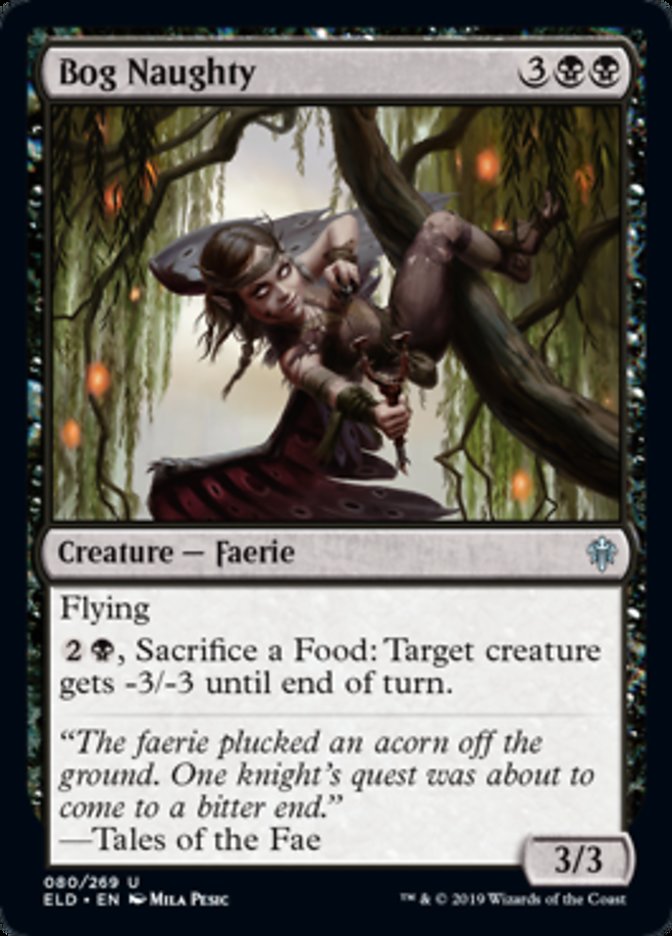 Bog Naughty 3
Creature — Faerie
Flying
2, Sacrifice a Food: Target creature
gets -3/-3 until end of turn.
“The faerie plucked an acorn off the
ground. One knight’s quest was about to
come to a bitter end.”
—Tales of the Fae
3/3
080/269 U
ELD • EN Mila Pesic
™ & © 2019 Wizards of the Coast